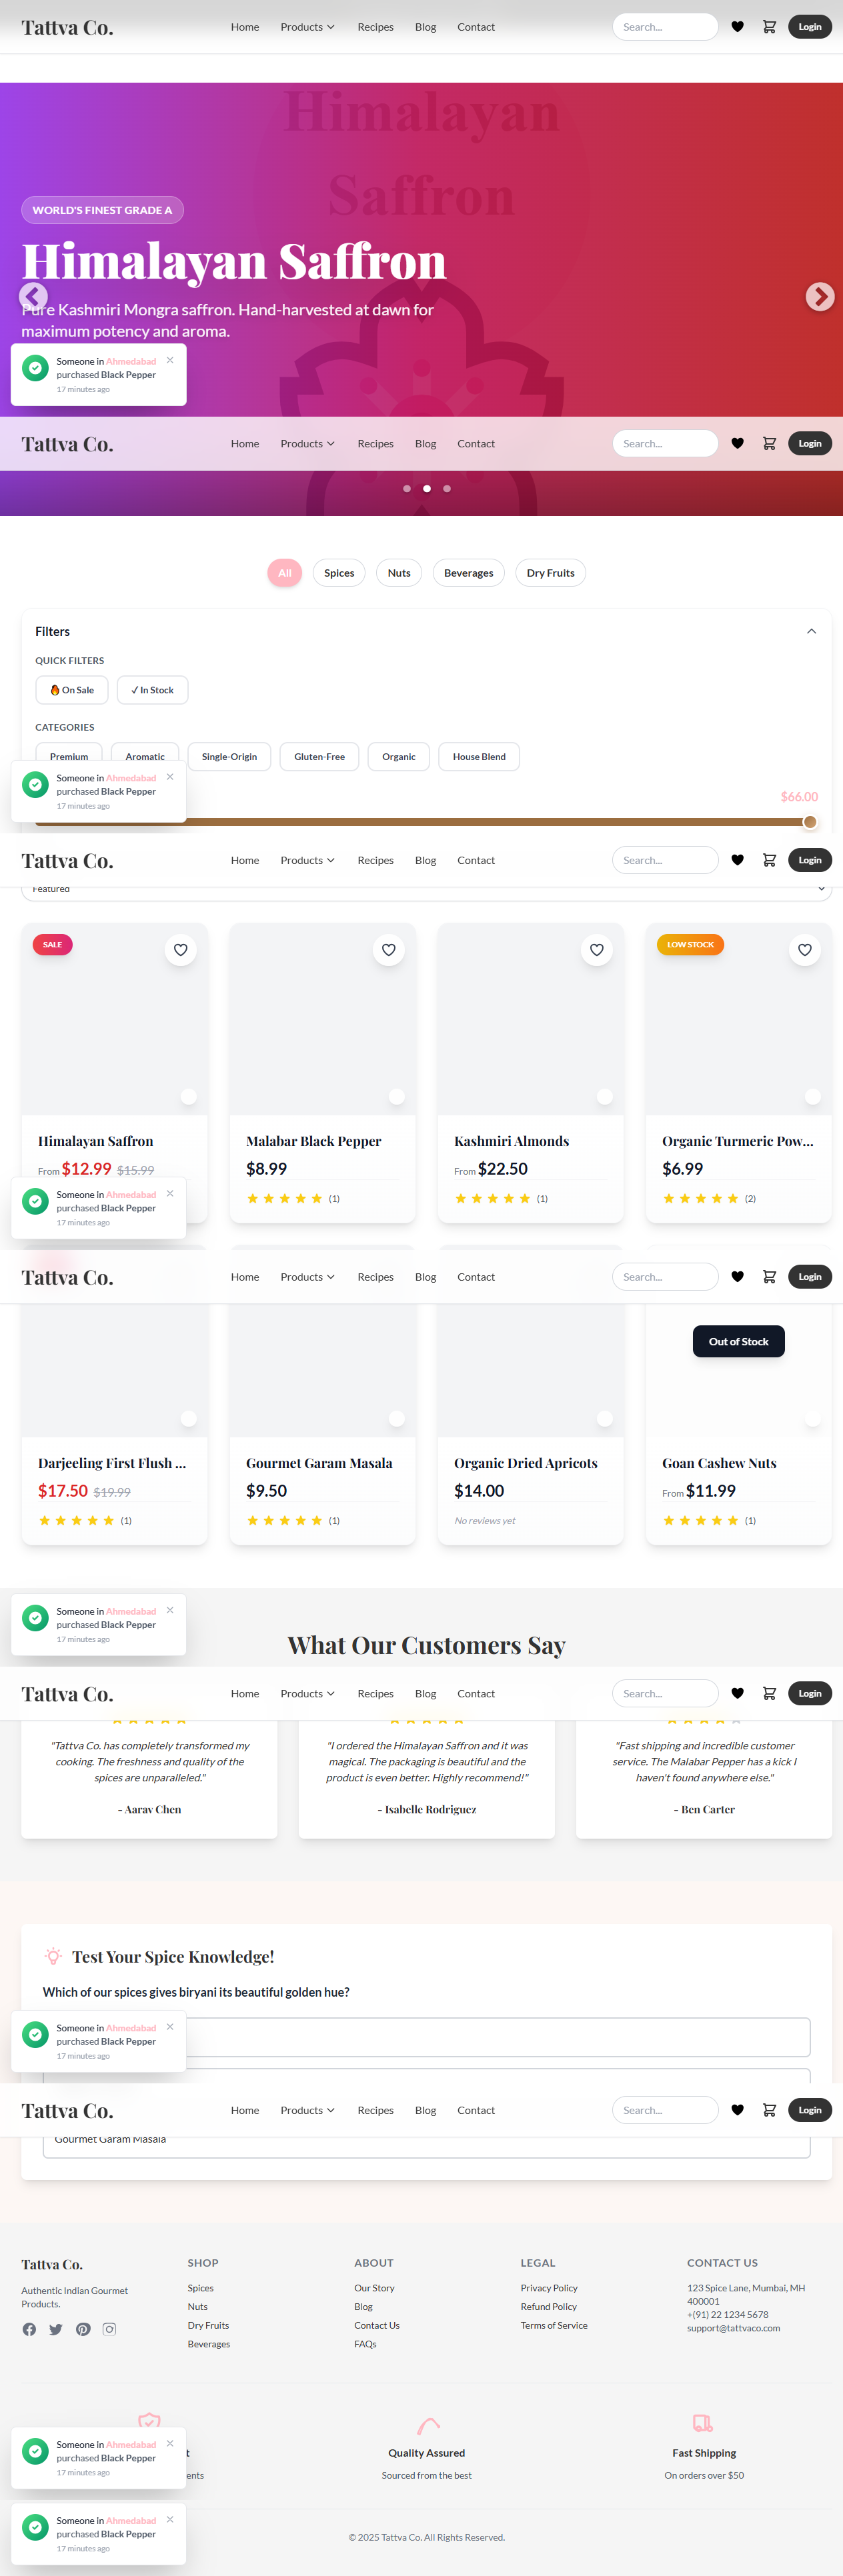 Tattva Co.
Home Products Recipes Blog Contact
Search...
Login
Himalayan
Saffron
WORLD'S FINEST GRADE A
Himalayan Saffron
Pure Kashmiri Mongra saffron. Hand-harvested at dawn for
maximum potency and aroma.
Someone in Ahmedabad
purchased Black Pepper
17 minutes ago
Tattva Co.
Home Products Recipes Blog Contact
Search...
Login
All Spices Nuts Beverages Dry Fruits
Filters
QUICK FILTERS
On Sale ✓ In Stock
CATEGORIES
Premium Aromatic Single-Origin Gluten-Free Organic House Blend
Someone in Ahmedabad
purchased Black Pepper
17 minutes ago
$66.00
Tattva Co.
Home Products Recipes Blog Contact
Search...
Login
Featured
SALE
LOW STOCK
Himalayan Saffron
From $12.99 $15.99
Malabar Black Pepper
$8.99
(1)
Kashmiri Almonds
From $22.50
(1)
Organic Turmeric Pow...
$6.99
(2)
Someone in Ahmedabad
purchased Black Pepper
17 minutes ago
Tattva Co.
Home Products Recipes Blog Contact
Search...
Login
Out of Stock
Darjeeling First Flush ...
$17.50 $19.99
(1)
Gourmet Garam Masala
$9.50
(1)
Organic Dried Apricots
$14.00
No reviews yet
Goan Cashew Nuts
From $11.99
(1)
Someone in Ahmedabad
purchased Black Pepper
17 minutes ago
What Our Customers Say
Tattva Co.
Home Products Recipes Blog Contact
Search...
Login
"Tattva Co. has completely transformed my
cooking. The freshness and quality of the
spices are unparalleled."
- Aarav Chen
"I ordered the Himalayan Saffron and it was
magical. The packaging is beautiful and the
product is even better. Highly recommend!"
- Isabelle Rodriguez
"Fast shipping and incredible customer
service. The Malabar Pepper has a kick I
haven't found anywhere else."
- Ben Carter
Test Your Spice Knowledge!
Which of our spices gives biryani its beautiful golden hue?
Someone in Ahmedabad
purchased Black Pepper
17 minutes ago
Tattva Co.
Home Products Recipes Blog Contact
Search...
Login
Gourmet Garam Masala
Tattva Co.
Authentic Indian Gourmet
Products.
SHOP
Spices
Nuts
Dry Fruits
Beverages
ABOUT
Our Story
Blog
Contact Us
FAQs
LEGAL
Privacy Policy
Refund Policy
Terms of Service
CONTACT US
123 Spice Lane, Mumbai, MH
400001
+(91) 22 1234 5678
support@tattvaco.com
Someone in Ahmedabad
purchased Black Pepper
17 minutes ago
Quality Assured
Sourced from the best
Fast Shipping
On orders over $50
Someone in Ahmedabad
purchased Black Pepper
17 minutes ago
© 2025 Tattva Co. All Rights Reserved.